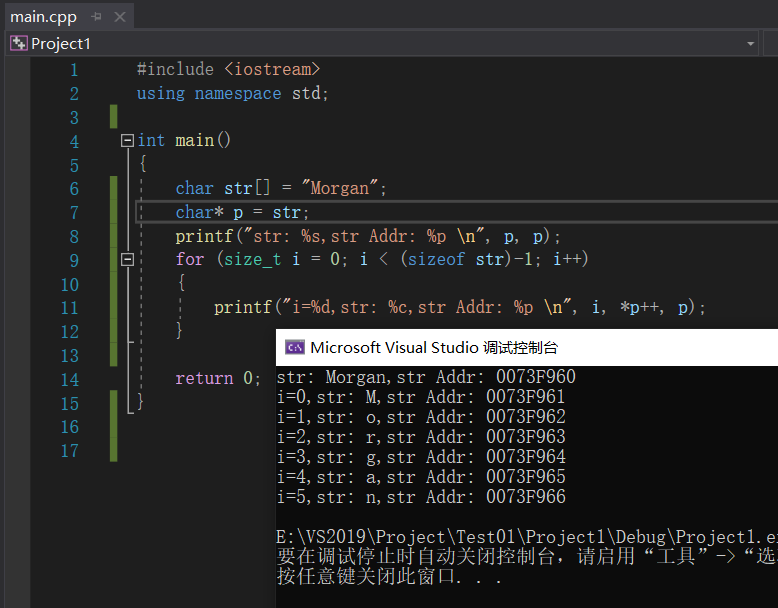 main.cpp
Project1
1 #include <iostream>
2 using namespace std;
3
4 int main()
5 {
6 char str[] = "Morgan";
7 char* p = str;
8 printf("str: %s,str Addr: %p \n", p, p);
9 for (size_t i = 0; i < (sizeof str)-1; i++)
10 {
11 printf("i=%d,str: %c,str Addr: %p \n", i, *p++, p);
12 }
13
14 return 0;
15 }
16
17
C:\ Microsoft Visual Studio 调试控制台
str: Morgan,str Addr: 0073F960
i=0,str: M,str Addr: 0073F961
i=1,str: o,str Addr: 0073F962
i=2,str: r,str Addr: 0073F963
i=3,str: g,str Addr: 0073F964
i=4,str: a,str Addr: 0073F965
i=5,str: n,str Addr: 0073F966
E:\VS2019\Project\Test01\Project1\Debug\Project1.e
要在调试停止时自动关闭控制台，请启用“工具”->“选
按任意键关闭此窗口. . .